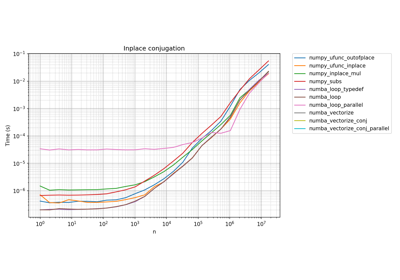 Inplace conjugation
numpy_ufunc_outofplace
numpy_ufunc_inplace
numpy_inplace_mul
numpy_subs
numba_loop_typedef
numba_loop
numba_loop_parallel
numba_vectorize
numba_vectorize_conj
numba_vectorize_conj_parallel
Time (s)
10⁻¹
10⁻²
10⁻³
10⁻⁴
10⁻⁵
10⁻⁶
10⁰ 10¹ 10² 10³ 10⁴ 10⁵ 10⁶ 10⁷
n